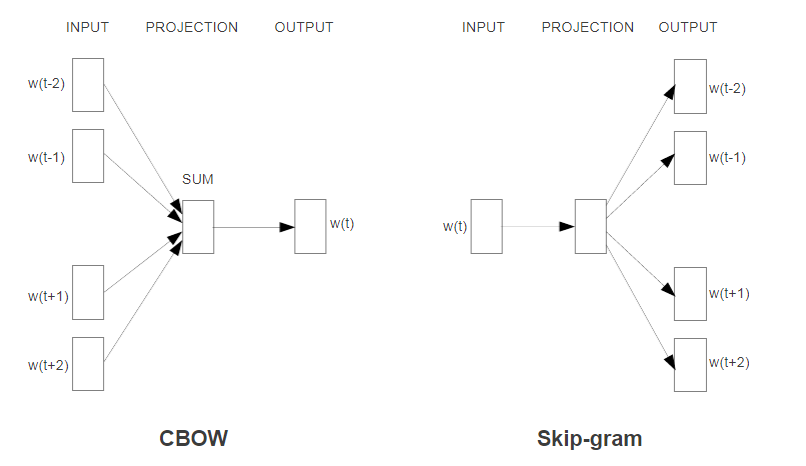 INPUT PROJECTION OUTPUT
w(t-2)
w(t-1)
SUM
w(t)
w(t+1)
w(t+2)
CBOW
INPUT PROJECTION OUTPUT
w(t-2)
w(t-1)
w(t)
w(t+1)
w(t+2)
Skip-gram